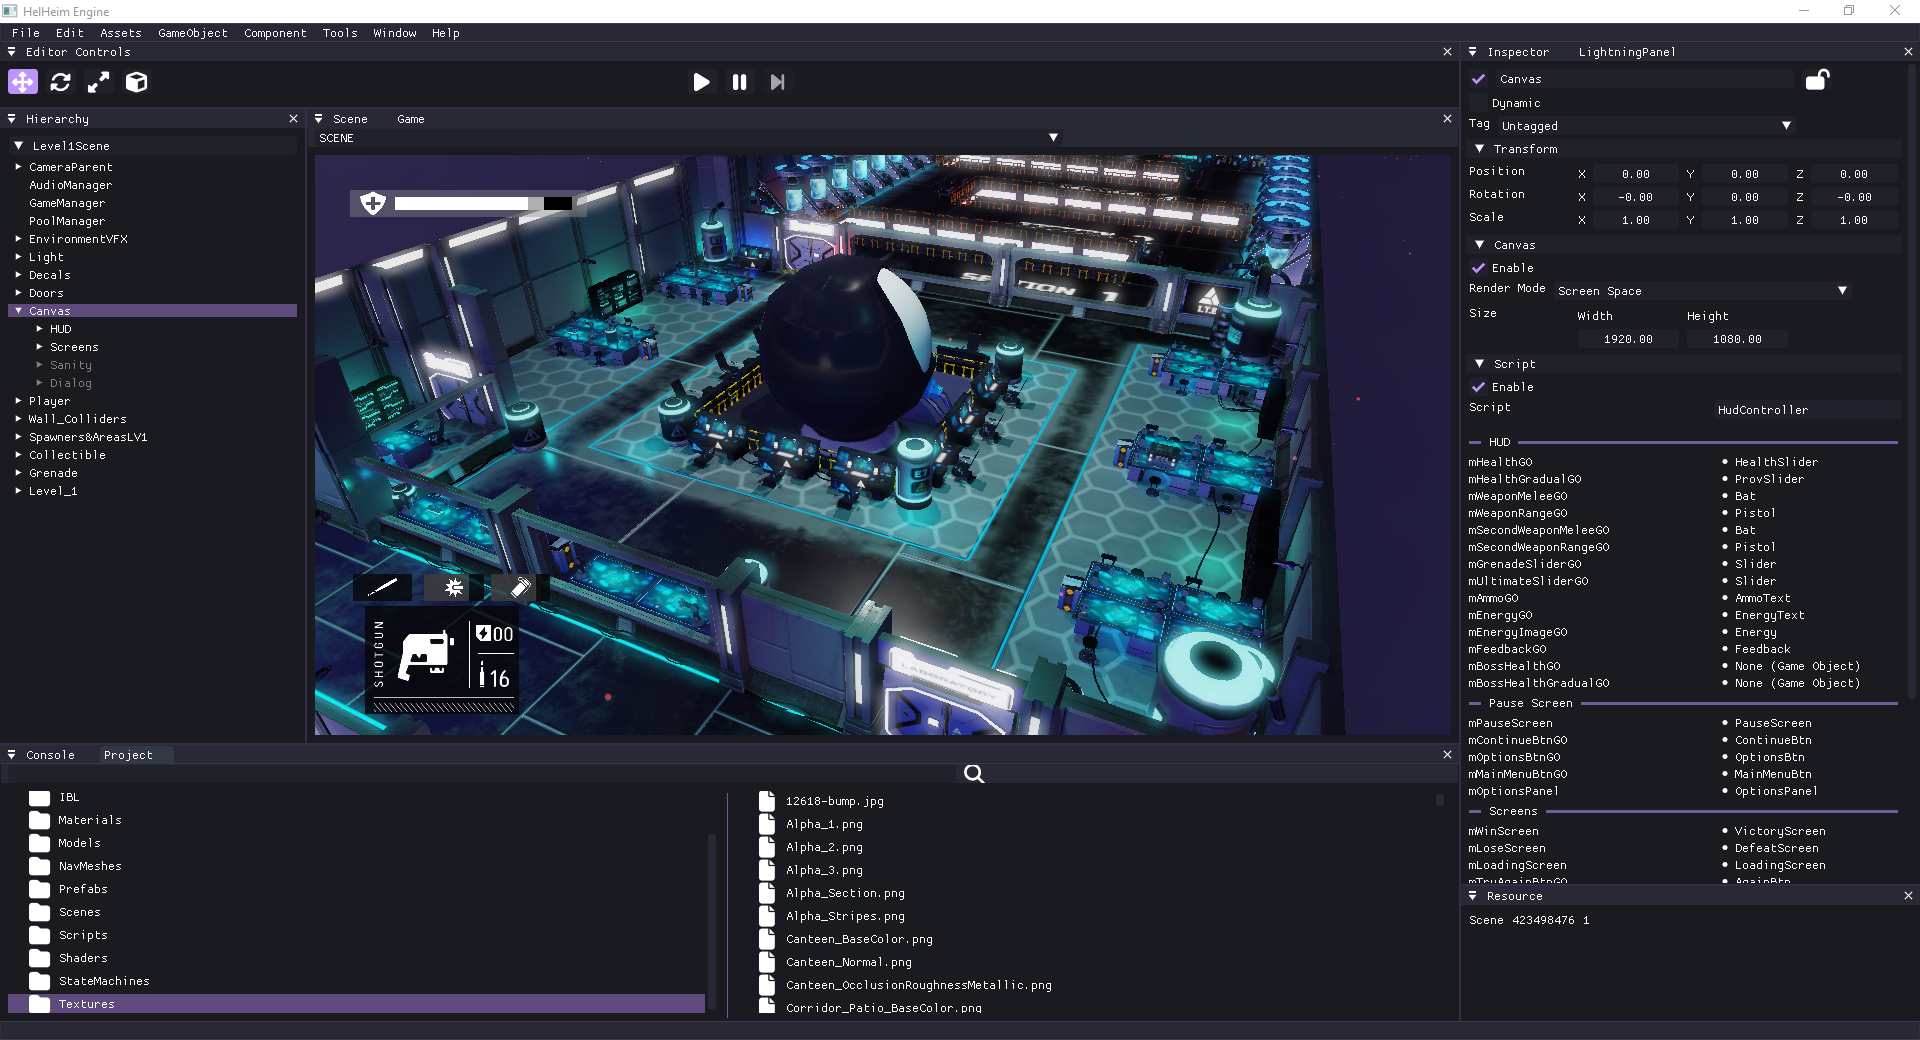 HelHeim Engine
File Edit Assets GameObject Component Tools Window Help
Editor Controls
Hierarchy
Level1Scene
CameraParent
AudioManager
GameManager
PoolManager
EnvironmentVFX
Light
Decals
Doors
Canvas
HUD
Screens
Sanity
Dialog
Player
Wall_Colliders
Spawners&AreasLV1
Collectible
Grenade
Level_1
Scene Game
SCENE
I.T.E
LABORATORY
SHOTGUN
00
16
Inspector LightningPanel
Canvas
Dynamic
Tag Untagged
Transform
Position X 0.00 Y 0.00 Z 0.00
Rotation X -0.00 Y 0.00 Z -0.00
Scale X 1.00 Y 1.00 Z 1.00
Canvas
Enable
Render Mode Screen Space
Size Width Height
1920.00 1080.00
Script
Enable
Script HudController
HUD
mHealthGO HealthSlider
mHealthGradualGO ProvSlider
mWeaponMeleeGO Bat
mWeaponRangeGO Pistol
mSecondWeaponMeleeGO Bat
mSecondWeaponRangeGO Pistol
mGrenadeSliderGO Slider
mUltimateSliderGO Slider
mAmmoGO AmmoText
mEnergyGO EnergyText
mEnergyImageGO Energy
mFeedbackGO Feedback
mBossHealthGO None (Game Object)
mBossHealthGradualGO None (Game Object)
Pause Screen
mPauseScreen PauseScreen
mContinueBtnGO ContinueBtn
mOptionsBtnGO OptionsBtn
mMainMenuBtnGO MainMenuBtn
mOptionsPanel OptionsPanel
Screens
mWinScreen VictoryScreen
mLoseScreen DefeatScreen
mLoadingScreen LoadingScreen
mTryAgainBtnGO AgainBtn
Console Project
IBL
Materials
Models
NavMeshes
Prefabs
Scenes
Scripts
Shaders
StateMachines
Textures
12618-bump.jpg
Alpha_1.png
Alpha_2.png
Alpha_3.png
Alpha_Section.png
Alpha_Stripes.png
Canteen_BaseColor.png
Canteen_Normal.png
Canteen_OcclusionRoughnessMetallic.png
Corridor_Patio_BaseColor.png
Resource
Scene 423498476 1